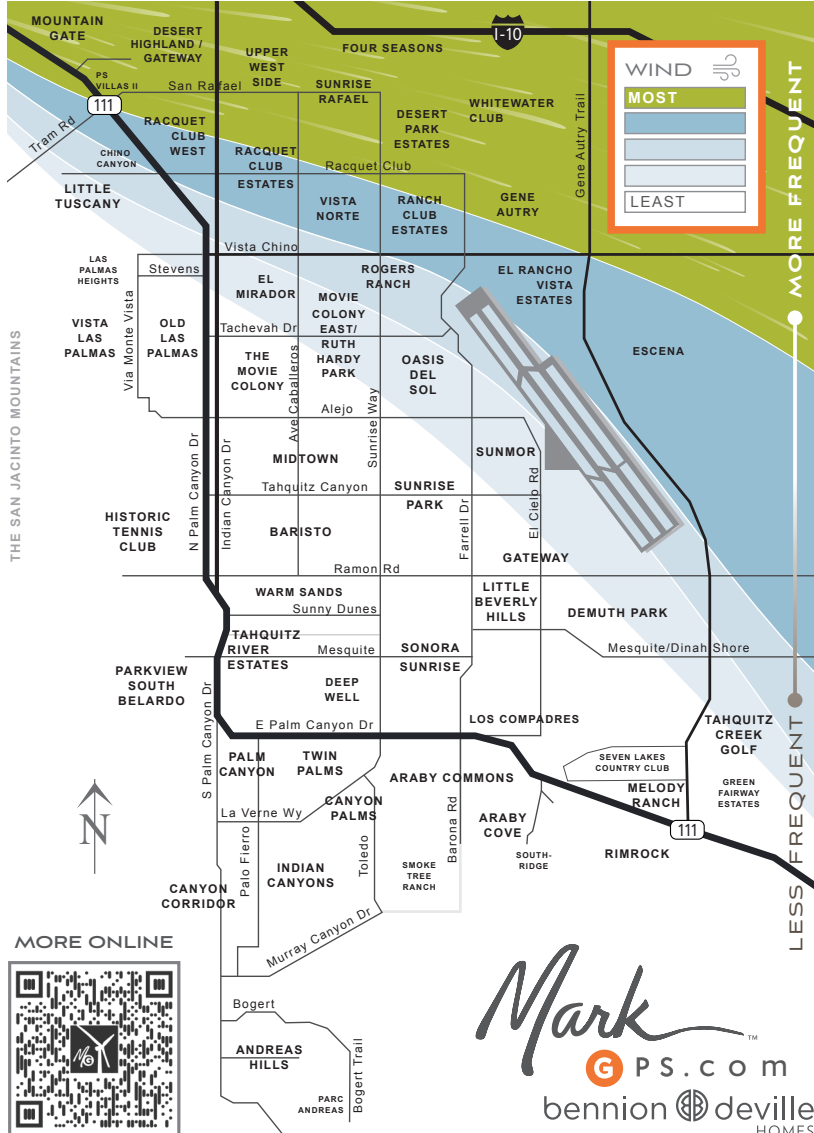 MOUNTAIN
GATE
DESERT
HIGHLAND /
GATEWAY
UPPER
WEST
SIDE
FOUR SEASONS
I-10
WIND
MOST
LEAST
MORE FREQUENT
PS
VILLAS II
San Rafael
SUNRISE
RAFAEL
111
Tram Rd
RACQUET
CLUB
WEST
DESERT
PARK
ESTATES
WHITEWATER
CLUB
Gene Autry Trail
CHINO
CANYON
RACQUET
CLUB
ESTATES
Racquet Club
LITTLE
TUSCANY
VISTA
NORTE
RANCH
CLUB
ESTATES
GENE
AUTRY
Vista Chino
LAS
PALMAS
HEIGHTS
Stevens
EL
MIRADOR
ROGERS
RANCH
EL RANCHO
VISTA
ESTATES
MOVIE
COLONY
EAST/
RUTH
HARDY
PARK
VISTA
LAS
PALMAS
Via Monte Vista
OLD
LAS
PALMAS
Tachevah Dr
THE
MOVIE
COLONY
Ave Caballeros
OASIS
DEL
SOL
ESCENA
THE SAN JACINTO MOUNTAINS
Alejo
Sunrise Way
N Palm Canyon Dr
Indian Canyon Dr
MIDTOWN
SUNMOR
Tahquitz Canyon
SUNRISE
PARK
Farrell Dr
El Cielo Rd
HISTORIC
TENNIS
CLUB
BARISTO
GATEWAY
Ramon Rd
WARM SANDS
Sunny Dunes
LITTLE
BEVERLY
HILLS
DEMUTH PARK
TAHQUITZ
RIVER
ESTATES
Mesquite
SONORA
SUNRISE
Mesquite/Dinah Shore
PARKVIEW
SOUTH
BELARDO
DEEP
WELL
S Palm Canyon Dr
E Palm Canyon Dr
LOS COMPADRES
TAHQUITZ
CREEK
GOLF
LESS FREQUENT
PALM
CANYON
TWIN
PALMS
ARABY COMMONS
SEVEN LAKES
COUNTRY CLUB
MELODY
RANCH
GREEN
FAIRWAY
ESTATES
N
La Verne Wy
CANYON
PALMS
Barona Rd
ARABY
COVE
111
RIMROCK
SOUTH-
RIDGE
Palo Fierro
INDIAN
CANYONS
Toledo
SMOKE
TREE
RANCH
CANYON
CORRIDOR
Murray Canyon Dr
MORE ONLINE
MG
Bogert
ANDREAS
HILLS
PARC
ANDREAS
Bogert Trail
Mark™
GPS.com
bennion deville
HOMES